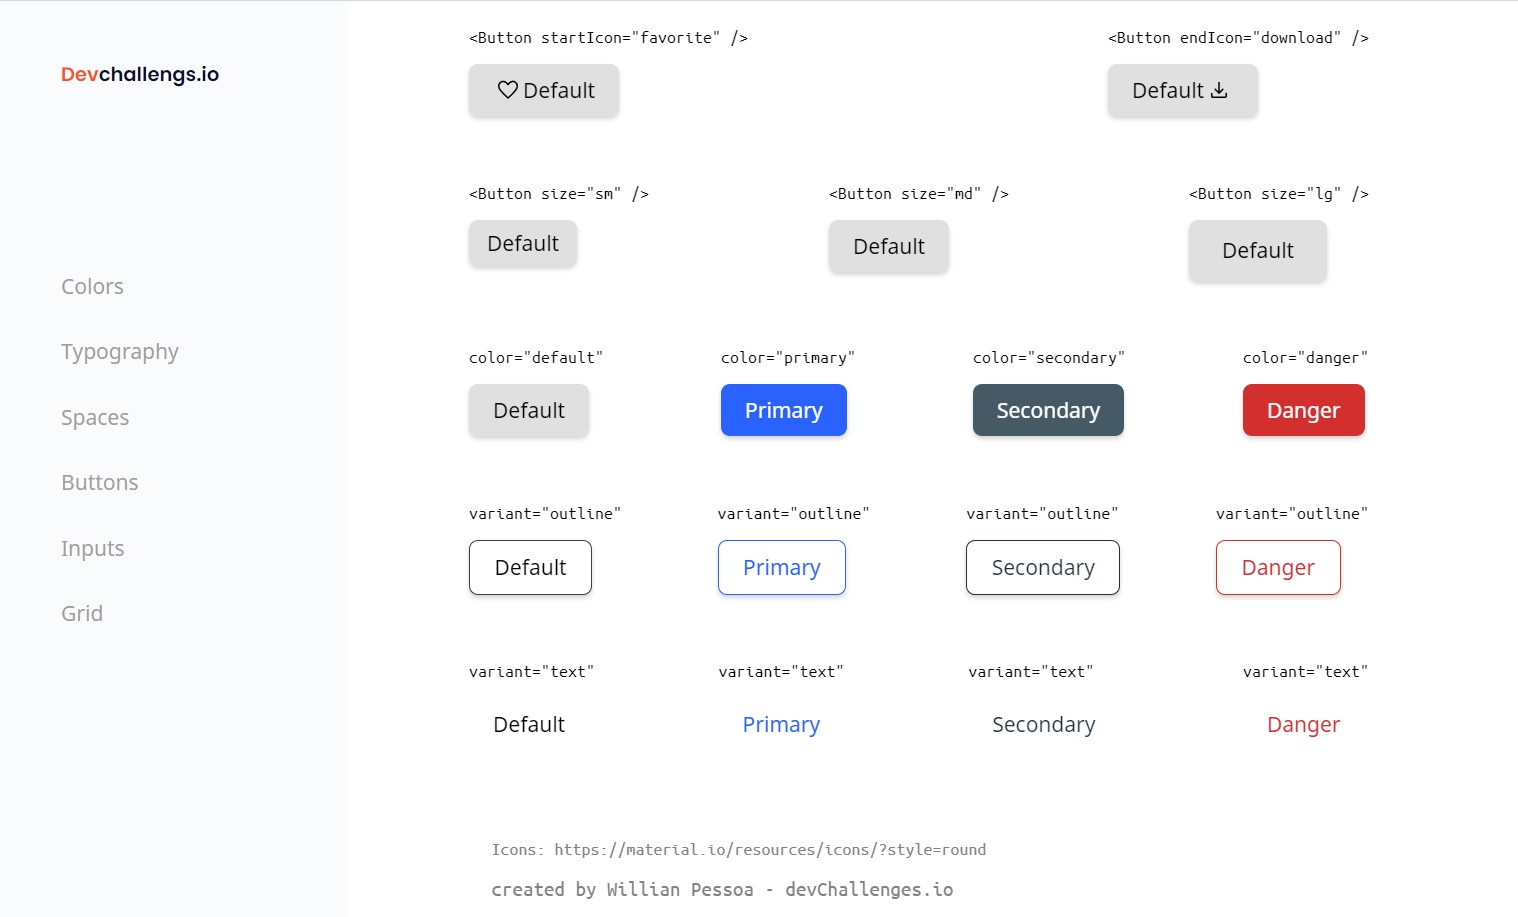 Devchallengs.io
Colors
Typography
Spaces
Buttons
Inputs
Grid
<Button startIcon="favorite" /> <Button endIcon="download" />
Default Default
<Button size="sm" /> <Button size="md" /> <Button size="lg" />
Default Default Default
color="default" color="primary" color="secondary" color="danger"
Default Primary Secondary Danger
variant="outline" variant="outline" variant="outline" variant="outline"
Default Primary Secondary Danger
variant="text" variant="text" variant="text" variant="text"
Default Primary Secondary Danger
Icons: https://material.io/resources/icons/?style=round
created by Willian Pessoa - devChallenges.io